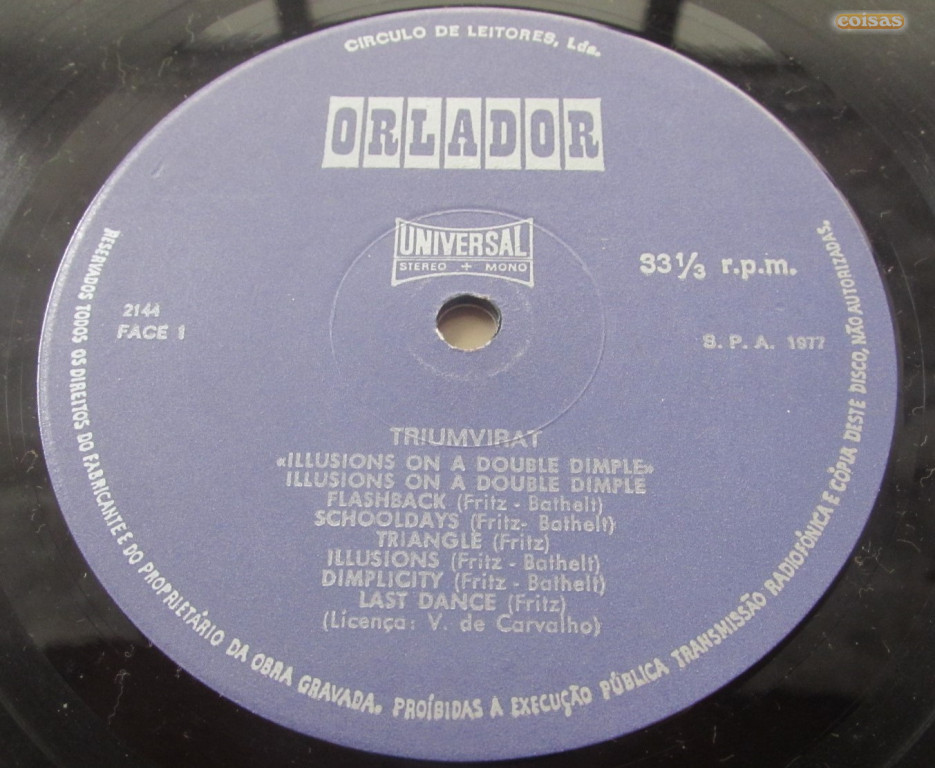 coisas
CIRCULO DE LEITORES, Lda.
ORLADOR
UNIVERSAL
STEREO + MONO
33 1/3 r.p.m.
2144
FACE 1
S. P. A. 1977
TRIUMVIRAT
«ILLUSIONS ON A DOUBLE DIMPLE»
ILLUSIONS ON A DOUBLE DIMPLE
FLASHBACK (Fritz - Bathelt)
SCHOOLDAYS (Fritz- Bathelt)
TRIANGLE (Fritz)
ILLUSIONS (Fritz - Bathelt)
DIMPLICITY (Fritz - Bathelt)
LAST DANCE (Fritz)
(Licença: V. de Carvalho)
RESERVADOS TODOS OS DIREITOS DO FABRICANTE E DO PROPRIETÁRIO DA OBRA GRAVADA. PROÍBIDAS A EXECUÇÃO PÚBLICA TRANSMISSÃO RADIOFÔNICA E CÓPIA DESTE DISCO, NÃO AUTORIZADAS.